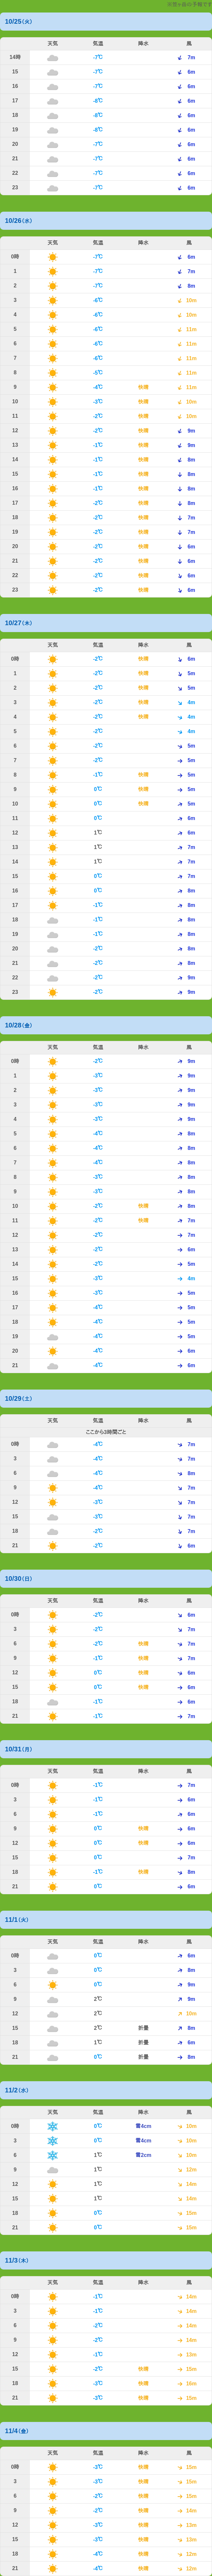 10/25(火)
天気 気温 降水 風
14時 -7℃ 7m
15 -7℃ 6m
16 -7℃ 6m
17 -8℃ 6m
18 -8℃ 6m
19 -8℃ 6m
20 -7℃ 6m
21 -7℃ 6m
22 -7℃ 6m
23 -7℃ 6m
10/26(水)
天気 気温 降水 風
0時 -7℃ 6m
1 -7℃ 7m
2 -7℃ 8m
3 -6℃ 10m
4 -6℃ 10m
5 -6℃ 11m
6 -6℃ 11m
7 -6℃ 11m
8 -5℃ 11m
9 -4℃ 快晴 11m
10 -3℃ 快晴 10m
11 -2℃ 快晴 10m
12 -2℃ 快晴 9m
13 -1℃ 快晴 9m
14 -1℃ 快晴 8m
15 -1℃ 快晴 8m
16 -1℃ 快晴 8m
17 -2℃ 快晴 8m
18 -2℃ 快晴 7m
19 -2℃ 快晴 7m
20 -2℃ 快晴 6m
21 -2℃ 快晴 6m
22 -2℃ 快晴 6m
23 -2℃ 快晴 6m
10/27(木)
天気 気温 降水 風
0時 -2℃ 快晴 6m
1 -2℃ 快晴 5m
2 -2℃ 快晴 5m
3 -2℃ 快晴 4m
4 -2℃ 快晴 4m
5 -2℃ 4m
6 -2℃ 5m
7 -2℃ 5m
8 -1℃ 快晴 5m
9 0℃ 快晴 5m
10 0℃ 快晴 5m
11 0℃ 6m
12 1℃ 6m
13 1℃ 7m
14 1℃ 7m
15 0℃ 7m
16 0℃ 8m
17 -1℃ 8m
18 -1℃ 8m
19 -1℃ 8m
20 -2℃ 8m
21 -2℃ 8m
22 -2℃ 9m
23 -2℃ 9m
10/28(金)
天気 気温 降水 風
0時 -2℃ 9m
1 -3℃ 9m
2 -3℃ 9m
3 -3℃ 9m
4 -3℃ 9m
5 -4℃ 8m
6 -4℃ 8m
7 -4℃ 8m
8 -3℃ 8m
9 -3℃ 8m
10 -2℃ 快晴 8m
11 -2℃ 快晴 7m
12 -2℃ 7m
13 -2℃ 6m
14 -2℃ 5m
15 -3℃ 4m
16 -3℃ 5m
17 -4℃ 5m
18 -4℃ 5m
19 -4℃ 5m
20 -4℃ 6m
21 -4℃ 6m
10/29(土)
天気 気温 降水 風
ここから3時間ごと
0時 -4℃ 7m
3 -4℃ 7m
6 -4℃ 8m
9 -4℃ 7m
12 -3℃ 7m
15 -3℃ 7m
18 -2℃ 7m
21 -2℃ 6m
10/30(日)
天気 気温 降水 風
0時 -2℃ 6m
3 -2℃ 7m
6 -2℃ 快晴 7m
9 -1℃ 快晴 7m
12 0℃ 快晴 6m
15 0℃ 快晴 6m
18 -1℃ 6m
21 -1℃ 7m
10/31(月)
天気 気温 降水 風
0時 -1℃ 7m
3 -1℃ 6m
6 -1℃ 6m
9 0℃ 快晴 6m
12 0℃ 快晴 6m
15 0℃ 7m
18 -1℃ 快晴 8m
21 0℃ 6m
11/1(火)
天気 気温 降水 風
0時 0℃ 6m
3 0℃ 8m
6 0℃ 9m
9 2℃ 9m
12 2℃ 10m
15 2℃ 折畳 8m
18 1℃ 折畳 6m
21 0℃ 折畳 8m
11/2(水)
天気 気温 降水 風
0時 0℃ 雪4cm 10m
3 0℃ 雪4cm 10m
6 1℃ 雪2cm 10m
9 1℃ 12m
12 1℃ 14m
15 1℃ 14m
18 0℃ 15m
21 0℃ 15m
11/3(木)
天気 気温 降水 風
0時 -1℃ 14m
3 -1℃ 14m
6 -2℃ 14m
9 -2℃ 14m
12 -1℃ 13m
15 -2℃ 快晴 15m
18 -3℃ 快晴 16m
21 -3℃ 快晴 15m
11/4(金)
天気 気温 降水 風
0時 -3℃ 快晴 15m
3 -3℃ 快晴 15m
6 -2℃ 快晴 15m
9 -2℃ 快晴 14m
12 -3℃ 快晴 13m
15 -3℃ 快晴 13m
18 -4℃ 快晴 12m
21 -4℃ 快晴 12m